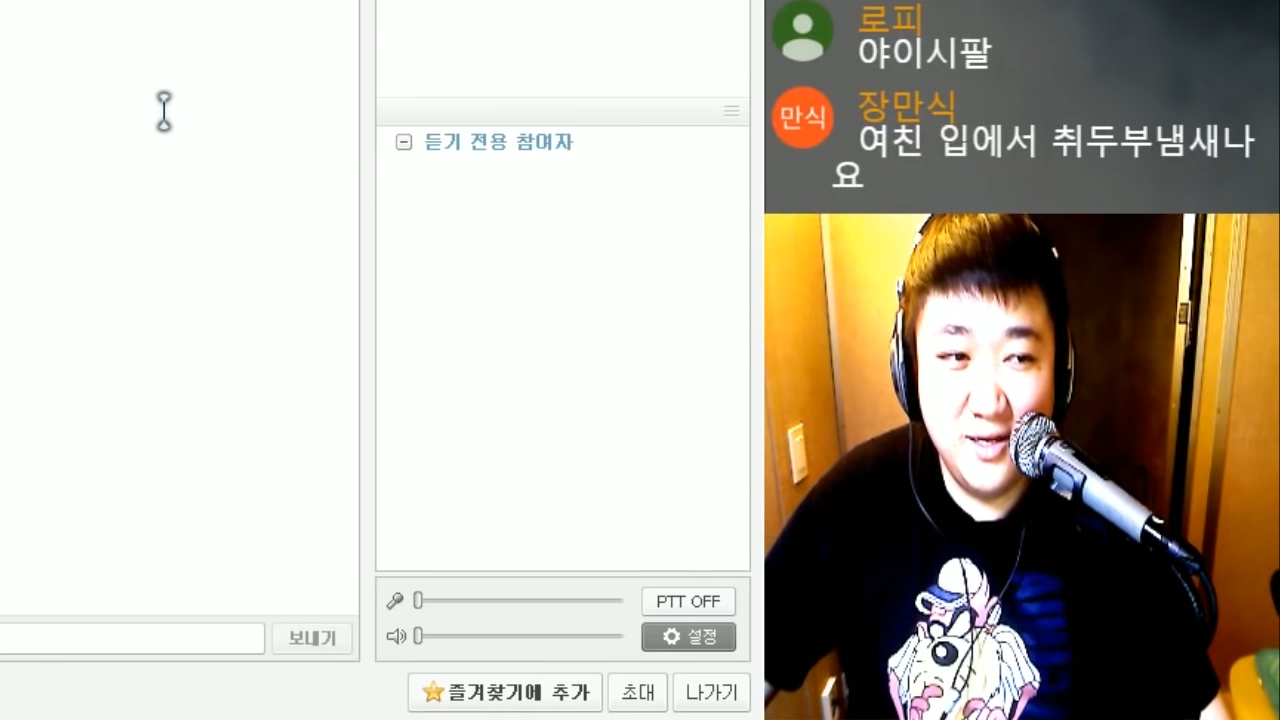 로피
야이시팔
만식
장만식
여친 입에서 취두부냄새나
요
듣기 전용 참여자
PTT OFF
보내기
설정
즐겨찾기에 추가
초대
나가기